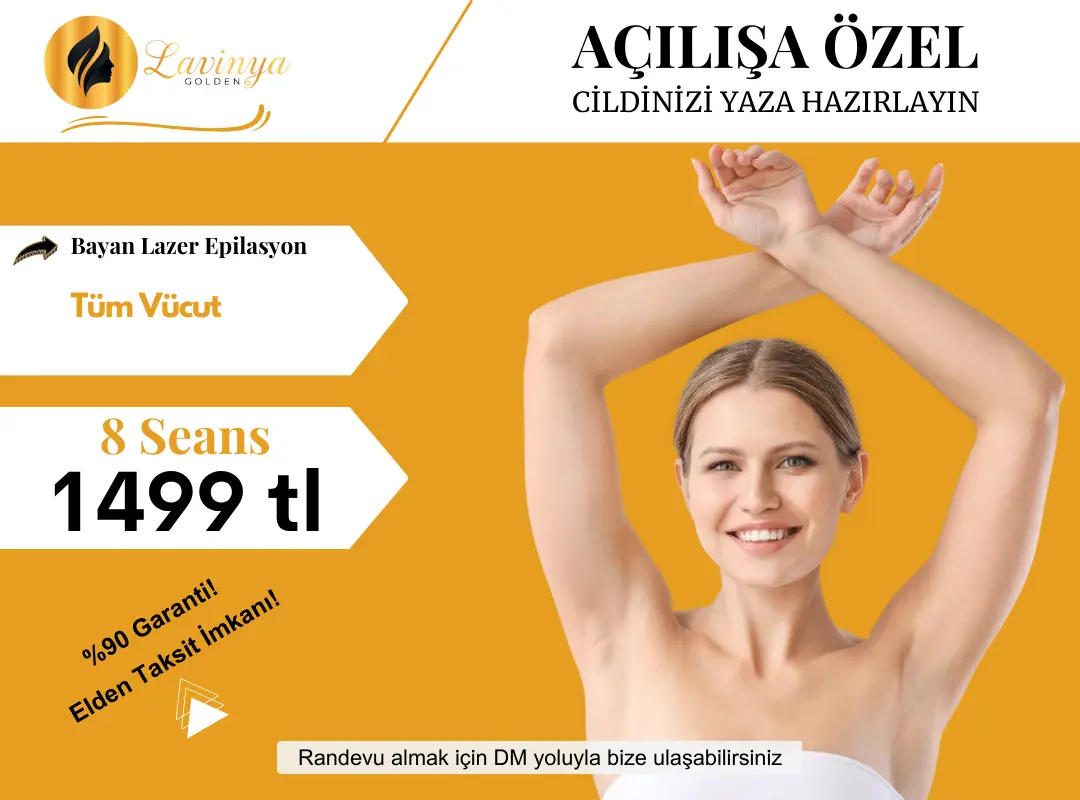 Lavinya
GOLDEN
AÇILIŞA ÖZEL
CİLDİNİZİ YAZA HAZIRLAYIN
Bayan Lazer Epilasyon
Tüm Vücut
8 Seans
1499 tl
%90 Garanti!
Elden Taksit İmkanı!
Randevu almak için DM yoluyla bize ulaşabilirsiniz